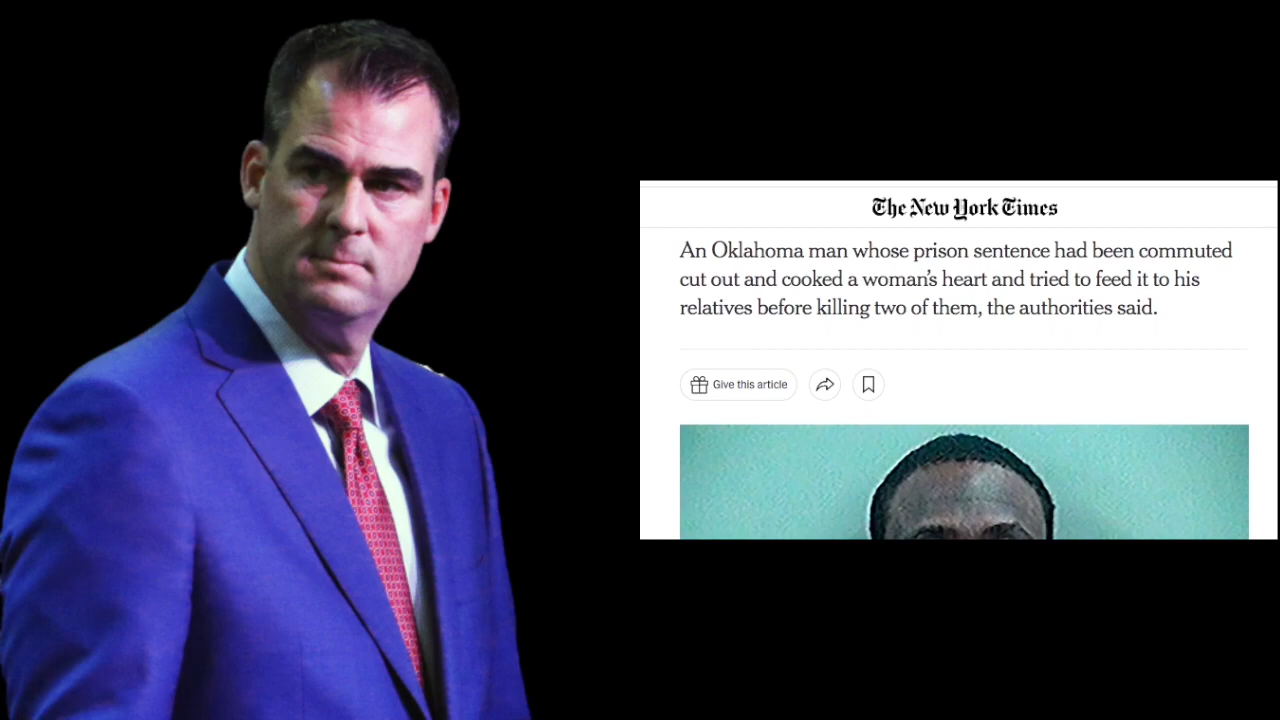 The New York Times
An Oklahoma man whose prison sentence had been commuted
cut out and cooked a woman's heart and tried to feed it to his
relatives before killing two of them, the authorities said.
Give this article